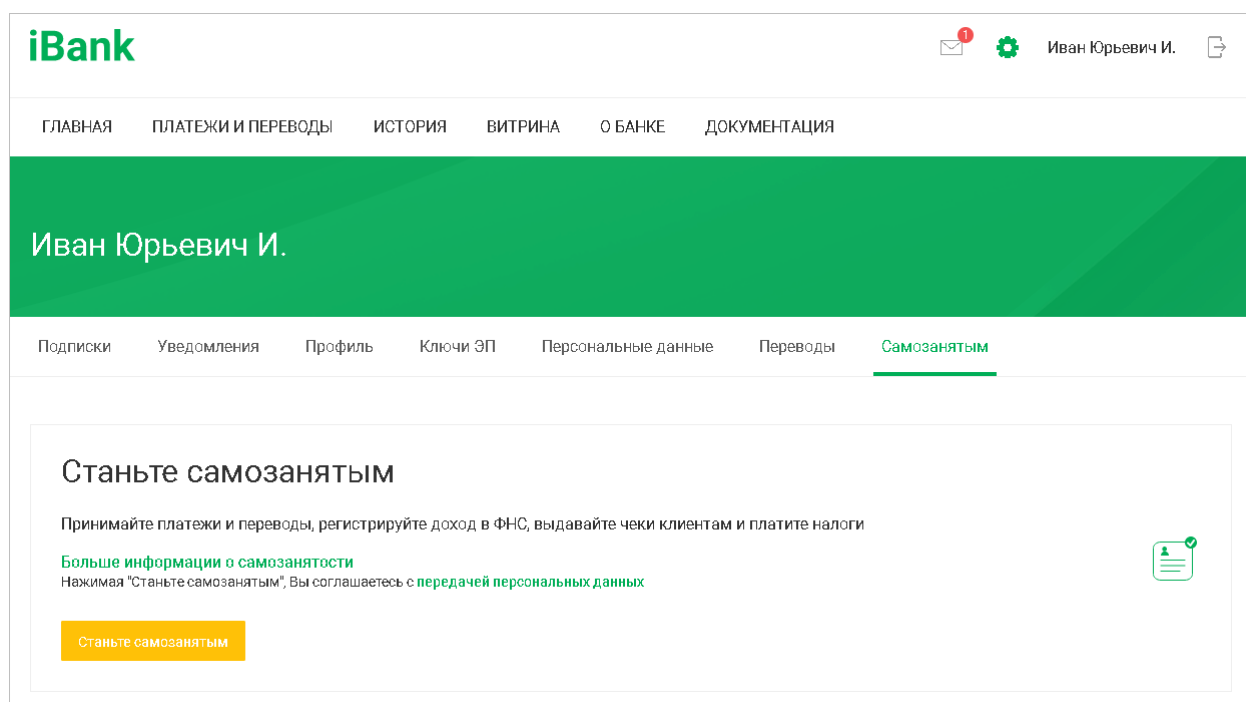 iBank
1
Иван Юрьевич И.
ГЛАВНАЯ ПЛАТЕЖИ И ПЕРЕВОДЫ ИСТОРИЯ ВИТРИНА О БАНКЕ ДОКУМЕНТАЦИЯ
Иван Юрьевич И.
Подписки Уведомления Профиль Ключи ЭП Персональные данные Переводы Самозанятым
Станьте самозанятым
Принимайте платежи и переводы, регистрируйте доход в ФНС, выдавайте чеки клиентам и платите налоги
Больше информации о самозанятости
Нажимая "Станьте самозанятым", Вы соглашаетесь с передачей персональных данных
Станьте самозанятым